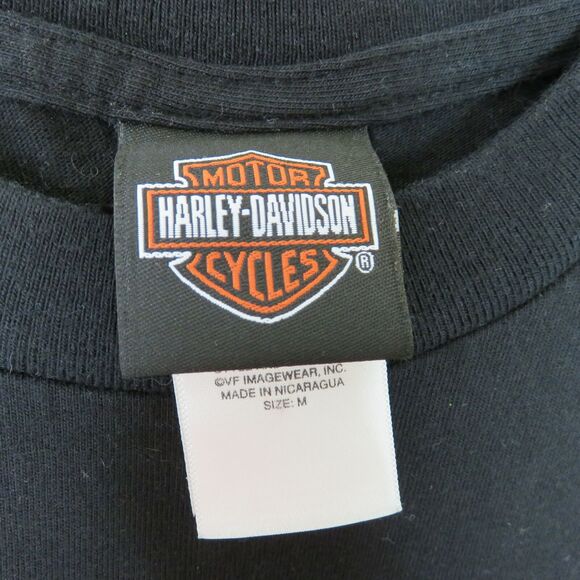 MOTOR
HARLEY-DAVIDSON
CYCLES
®
©VF IMAGEWEAR, INC.
MADE IN NICARAGUA
SIZE: M